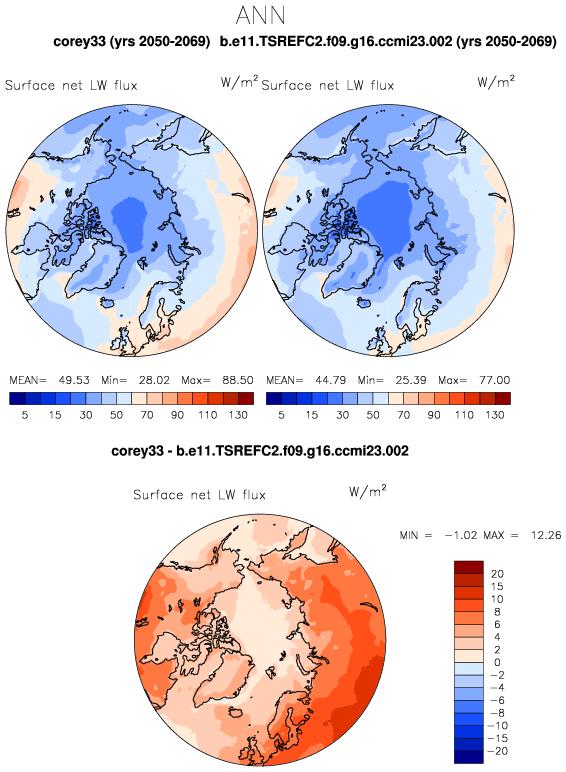 ANN
corey33 (yrs 2050-2069) b.e11.TSREFC2.f09.g16.ccmi23.002 (yrs 2050-2069)
Surface net LW flux W/m² Surface net LW flux W/m²
MEAN= 49.53 Min= 28.02 Max= 88.50 MEAN= 44.79 Min= 25.39 Max= 77.00
5 15 30 50 70 90 110 130 5 15 30 50 70 90 110 130
corey33 - b.e11.TSREFC2.f09.g16.ccmi23.002
Surface net LW flux W/m²
MIN = -1.02 MAX = 12.26
20
15
10
8
6
4
2
0
-2
-4
-6
-8
-10
-15
-20